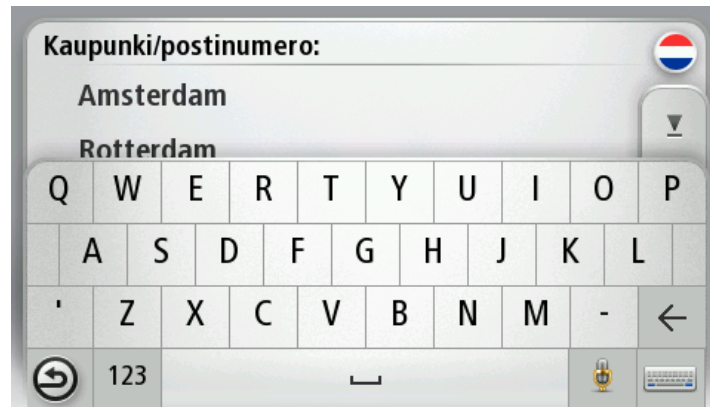 Kaupunki/postinumero:
Amsterdam
Rotterdam
Q W E R T Y U I O P
A S D F G H J K L
' Z X C V B N M -
123